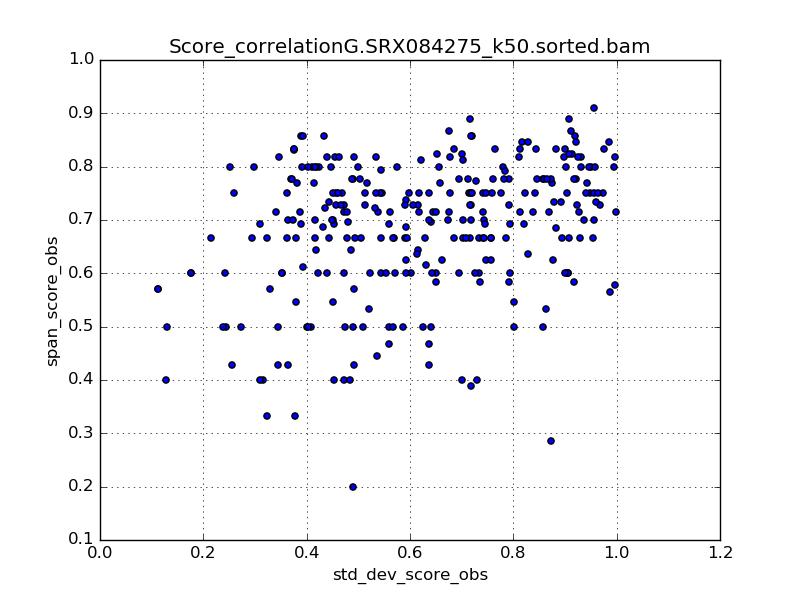 Score_correlationG.SRX084275_k50.sorted.bam
1.0
0.9
0.8
0.7
0.6
0.5
0.4
0.3
0.2
0.1
span_score_obs
0.0 0.2 0.4 0.6 0.8 1.0 1.2
std_dev_score_obs